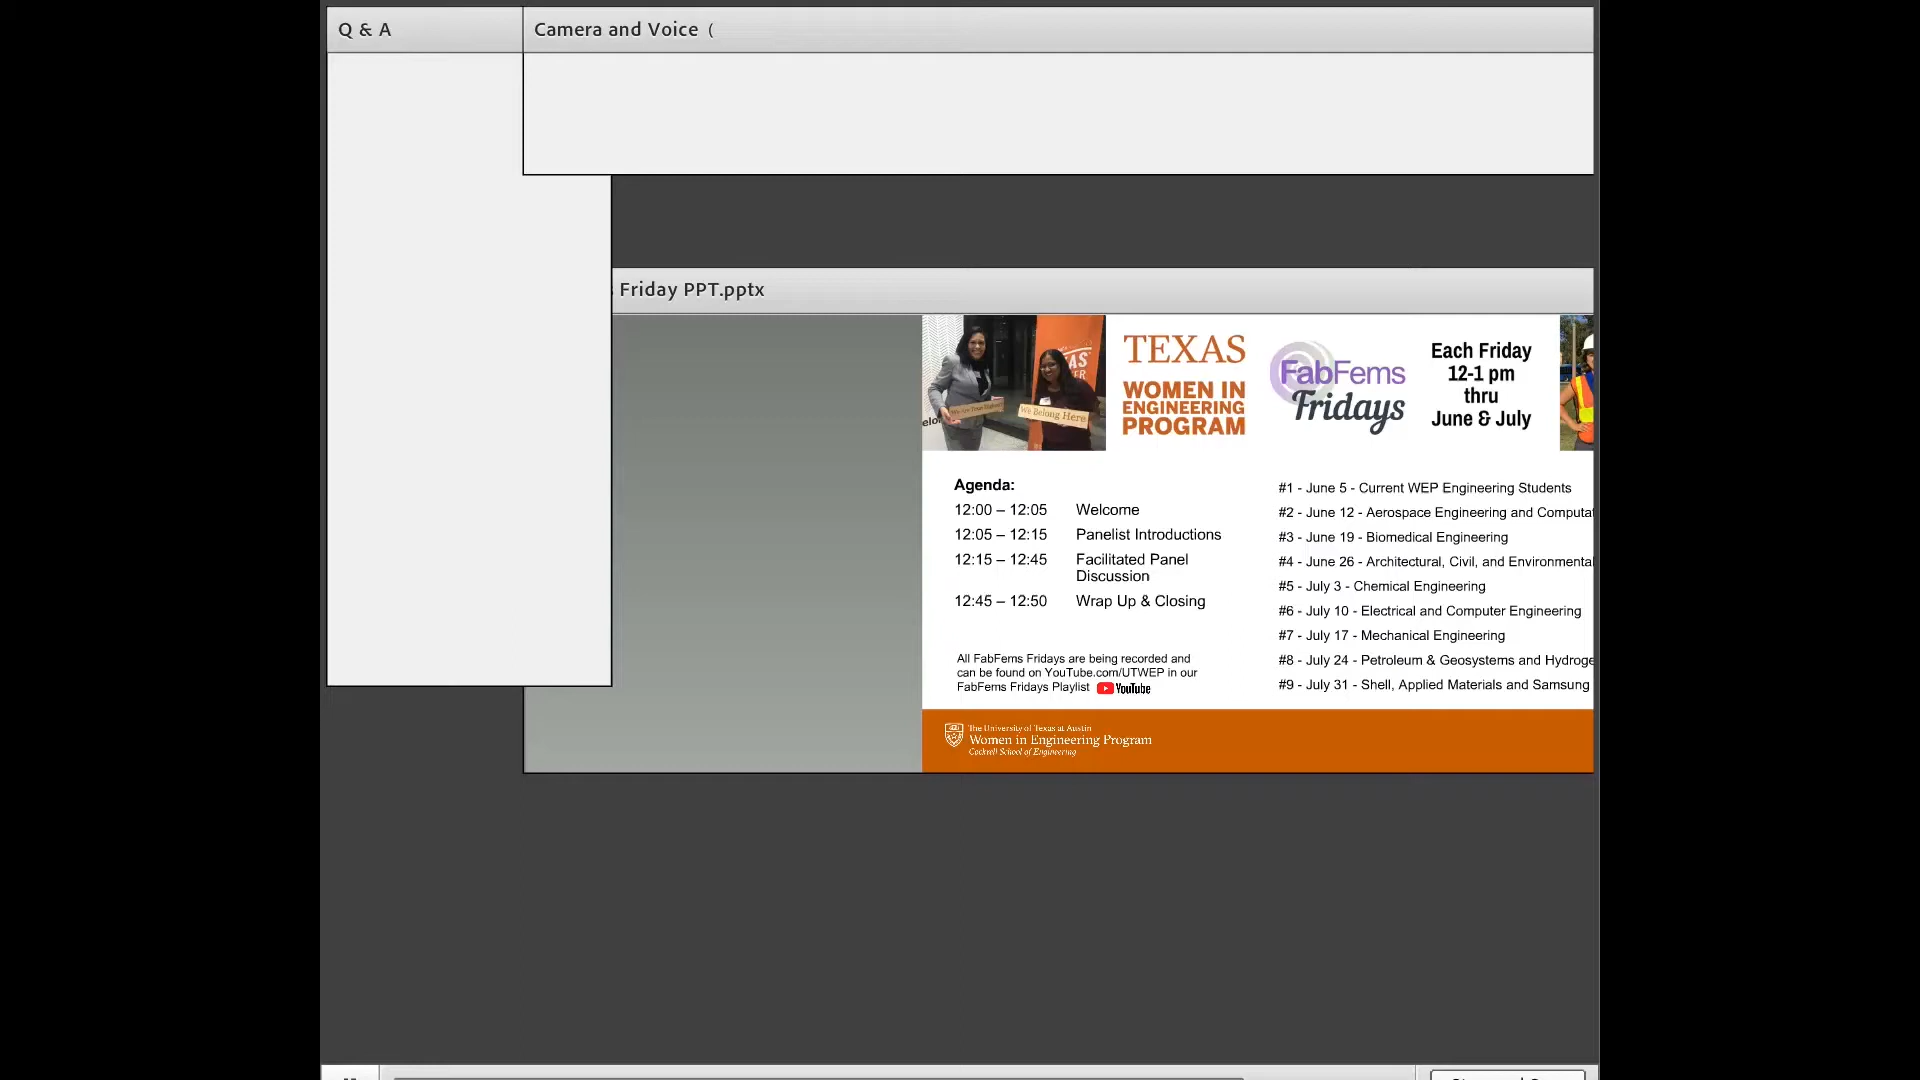 Q & A
Camera and Voice (
Friday PPT.pptx
We Belong Here
TEXAS
WOMEN IN
ENGINEERING
PROGRAM
FabFems
Fridays
Each Friday
12-1 pm
thru
June & July
Agenda:
12:00 – 12:05 Welcome
12:05 – 12:15 Panelist Introductions
12:15 – 12:45 Facilitated Panel
Discussion
12:45 – 12:50 Wrap Up & Closing
All FabFems Fridays are being recorded and
can be found on YouTube.com/UTWEP in our
FabFems Fridays Playlist YouTube
#1 - June 5 - Current WEP Engineering Students
#2 - June 12 - Aerospace Engineering and Computat
#3 - June 19 - Biomedical Engineering
#4 - June 26 - Architectural, Civil, and Environmental
#5 - July 3 - Chemical Engineering
#6 - July 10 - Electrical and Computer Engineering
#7 - July 17 - Mechanical Engineering
#8 - July 24 - Petroleum & Geosystems and Hydroge
#9 - July 31 - Shell, Applied Materials and Samsung
The University of Texas at Austin
Women in Engineering Program
Cockrell School of Engineering